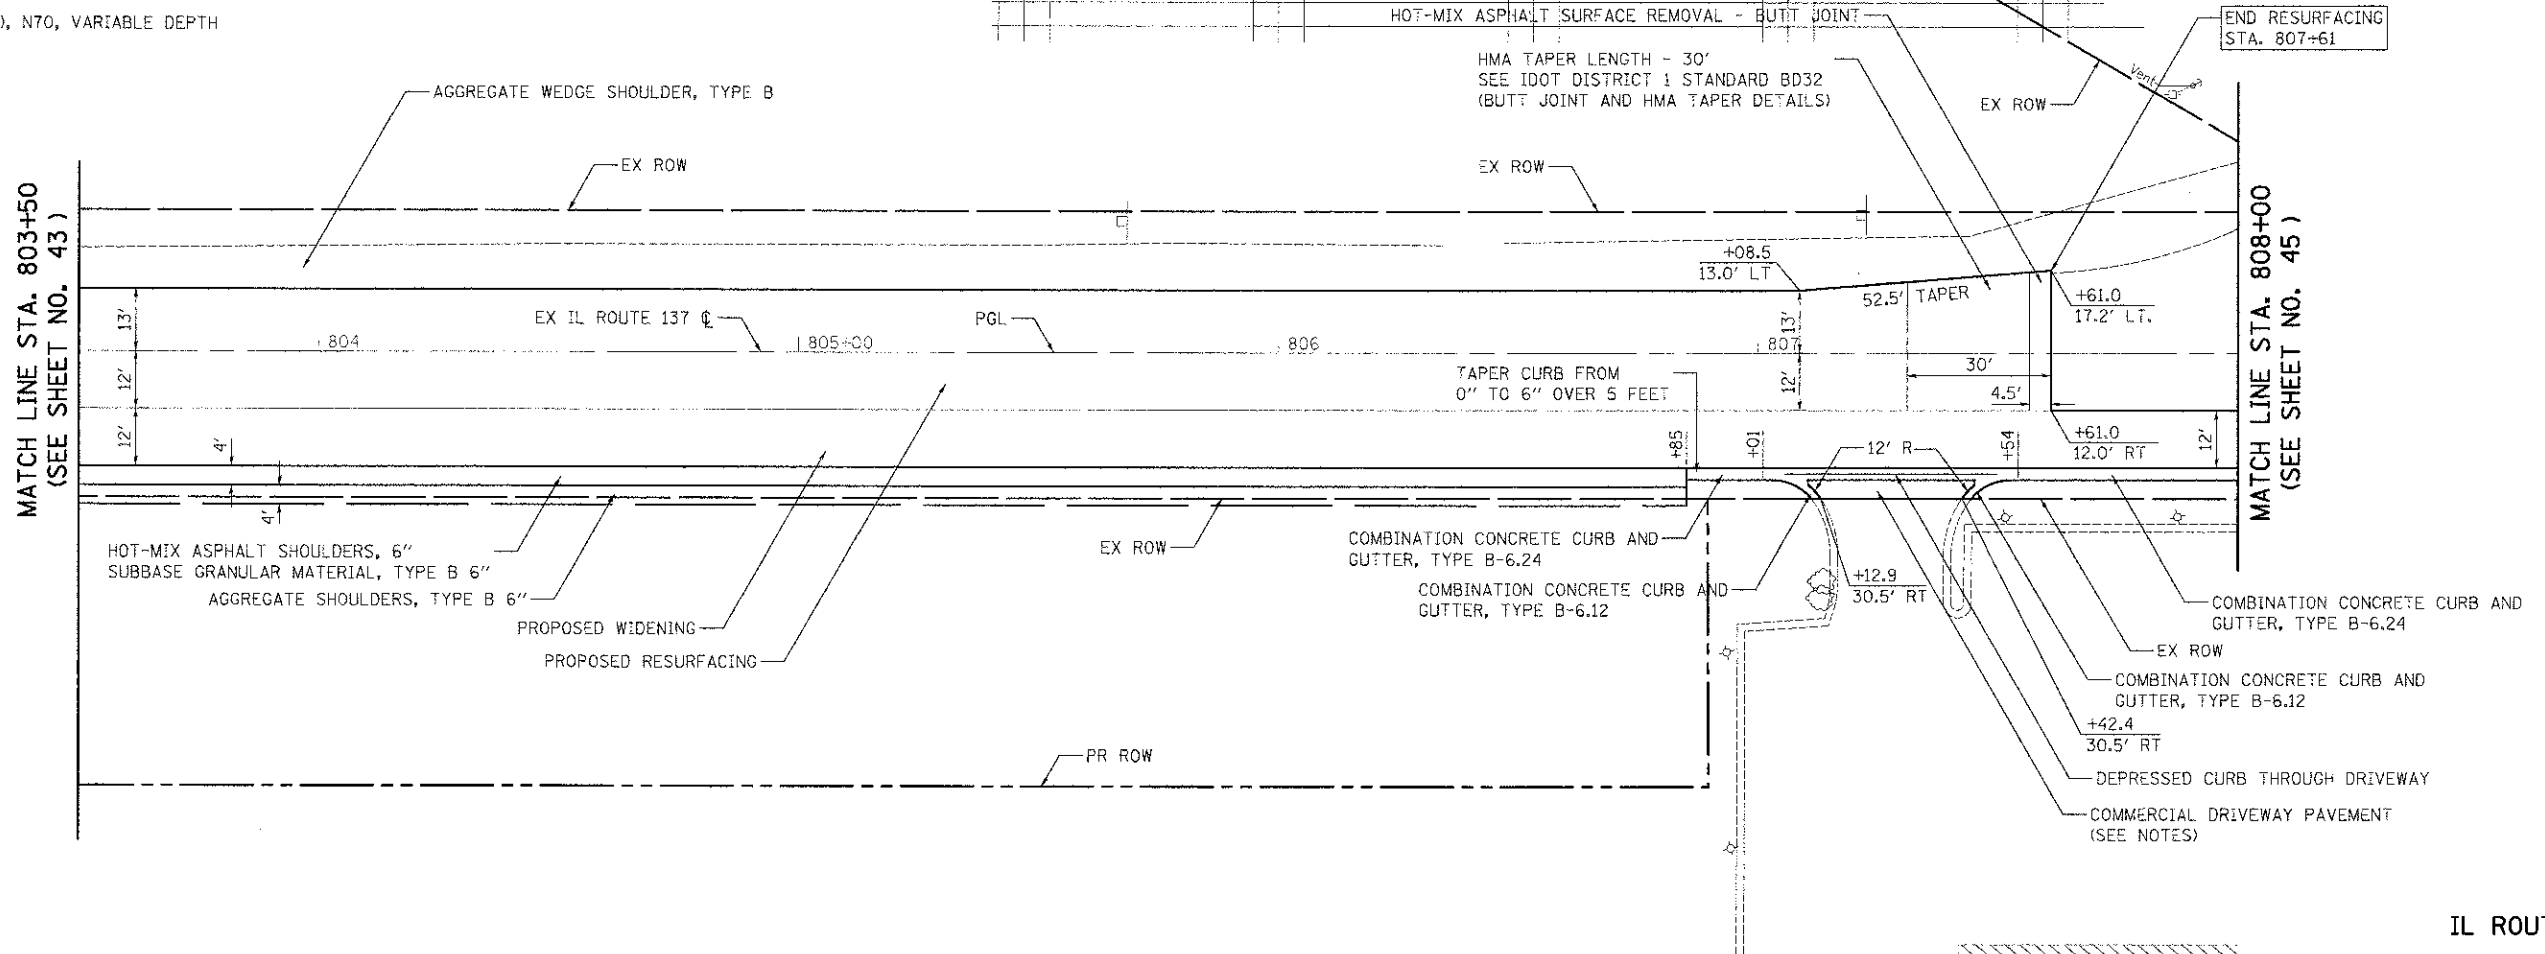 ), N70, VARIABLE DEPTH
HOT-MIX ASPHALT SURFACE REMOVAL - BUTT JOINT
END RESURFACING
STA. 807+61
HMA TAPER LENGTH - 30'
SEE IDOT DISTRICT 1 STANDARD BD32
(BUTT JOINT AND HMA TAPER DETAILS)
Vent
EX ROW
AGGREGATE WEDGE SHOULDER, TYPE B
EX ROW
EX ROW
MATCH LINE STA. 803+50
(SEE SHEET NO. 43)
MATCH LINE STA. 808+00
(SEE SHEET NO. 45)
+08.5
13.0' LT
52.5' TAPER
+61.0
17.2' LT.
13'
EX IL ROUTE 137 ℄
PGL
13'
804
805+00
806
807
12'
TAPER CURB FROM
0" TO 6" OVER 5 FEET
12'
30'
4.5'
12'
4'
+85
+01
12' R
+54
+61.0
12.0' RT
12'
4'
HOT-MIX ASPHALT SHOULDERS, 6"
SUBBASE GRANULAR MATERIAL, TYPE B 6"
AGGREGATE SHOULDERS, TYPE B 6"
PROPOSED WIDENING
PROPOSED RESURFACING
EX ROW
COMBINATION CONCRETE CURB AND
GUTTER, TYPE B-6.24
COMBINATION CONCRETE CURB AND
GUTTER, TYPE B-6.12
+12.9
30.5' RT
COMBINATION CONCRETE CURB AND
GUTTER, TYPE B-6.24
EX ROW
COMBINATION CONCRETE CURB AND
GUTTER, TYPE B-6.12
+42.4
30.5' RT
PR ROW
DEPRESSED CURB THROUGH DRIVEWAY
COMMERCIAL DRIVEWAY PAVEMENT
(SEE NOTES)
IL ROUT